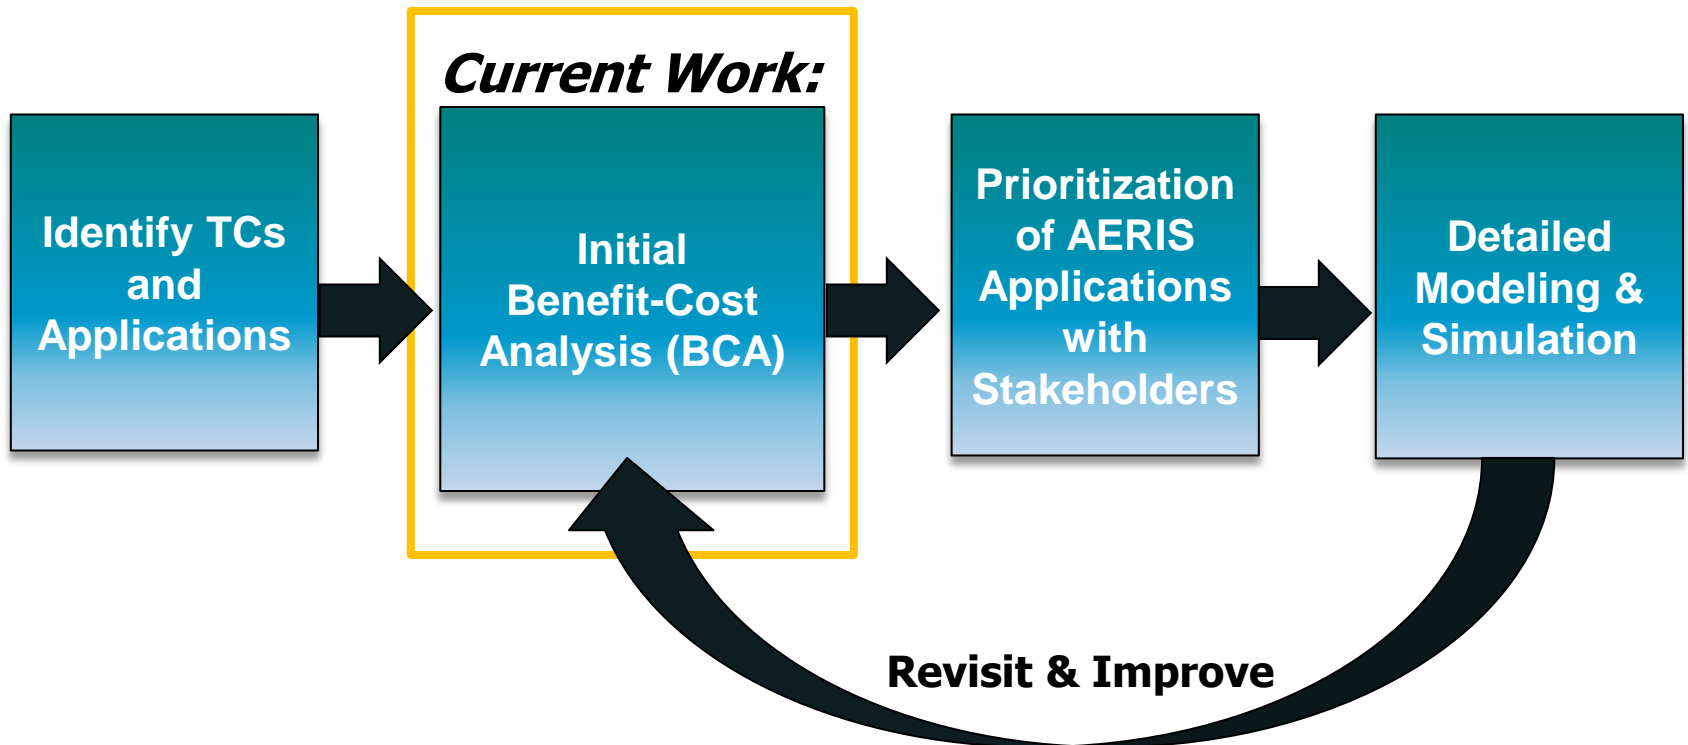 Current Work:
Identify TCs
and
Applications
Initial
Benefit-Cost
Analysis (BCA)
Prioritization
of AERIS
Applications
with
Stakeholders
Detailed
Modeling &
Simulation
Revisit & Improve